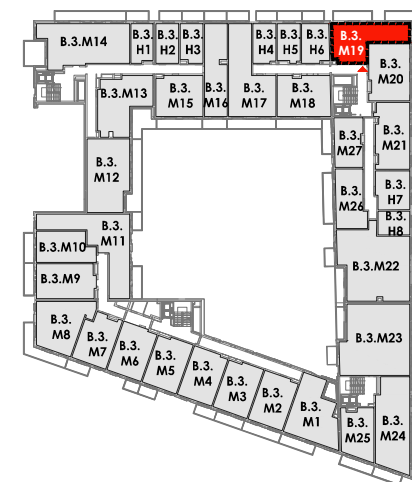 B.3.M14
B.3.
H1
B.3.
H2
B.3.
H3
B.3.
H4
B.3.
H5
B.3.
H6
B.3.
M19
B.3.
M20
B.3.M13
B.3.
M15
B.3.
M16
B.3.
M17
B.3.
M18
B.3.
M21
B.3.
M27
B.3.
M12
B.3.
H7
B.3.
M26
B.3.
H8
B.3.
M11
B.3.M10
B.3.M9
B.3.M22
B.3.
M8
B.3.
M7
B.3.
M6
B.3.
M5
B.3.
M4
B.3.
M3
B.3.
M2
B.3.
M1
B.3.M23
B.3.
M25
B.3.
M24